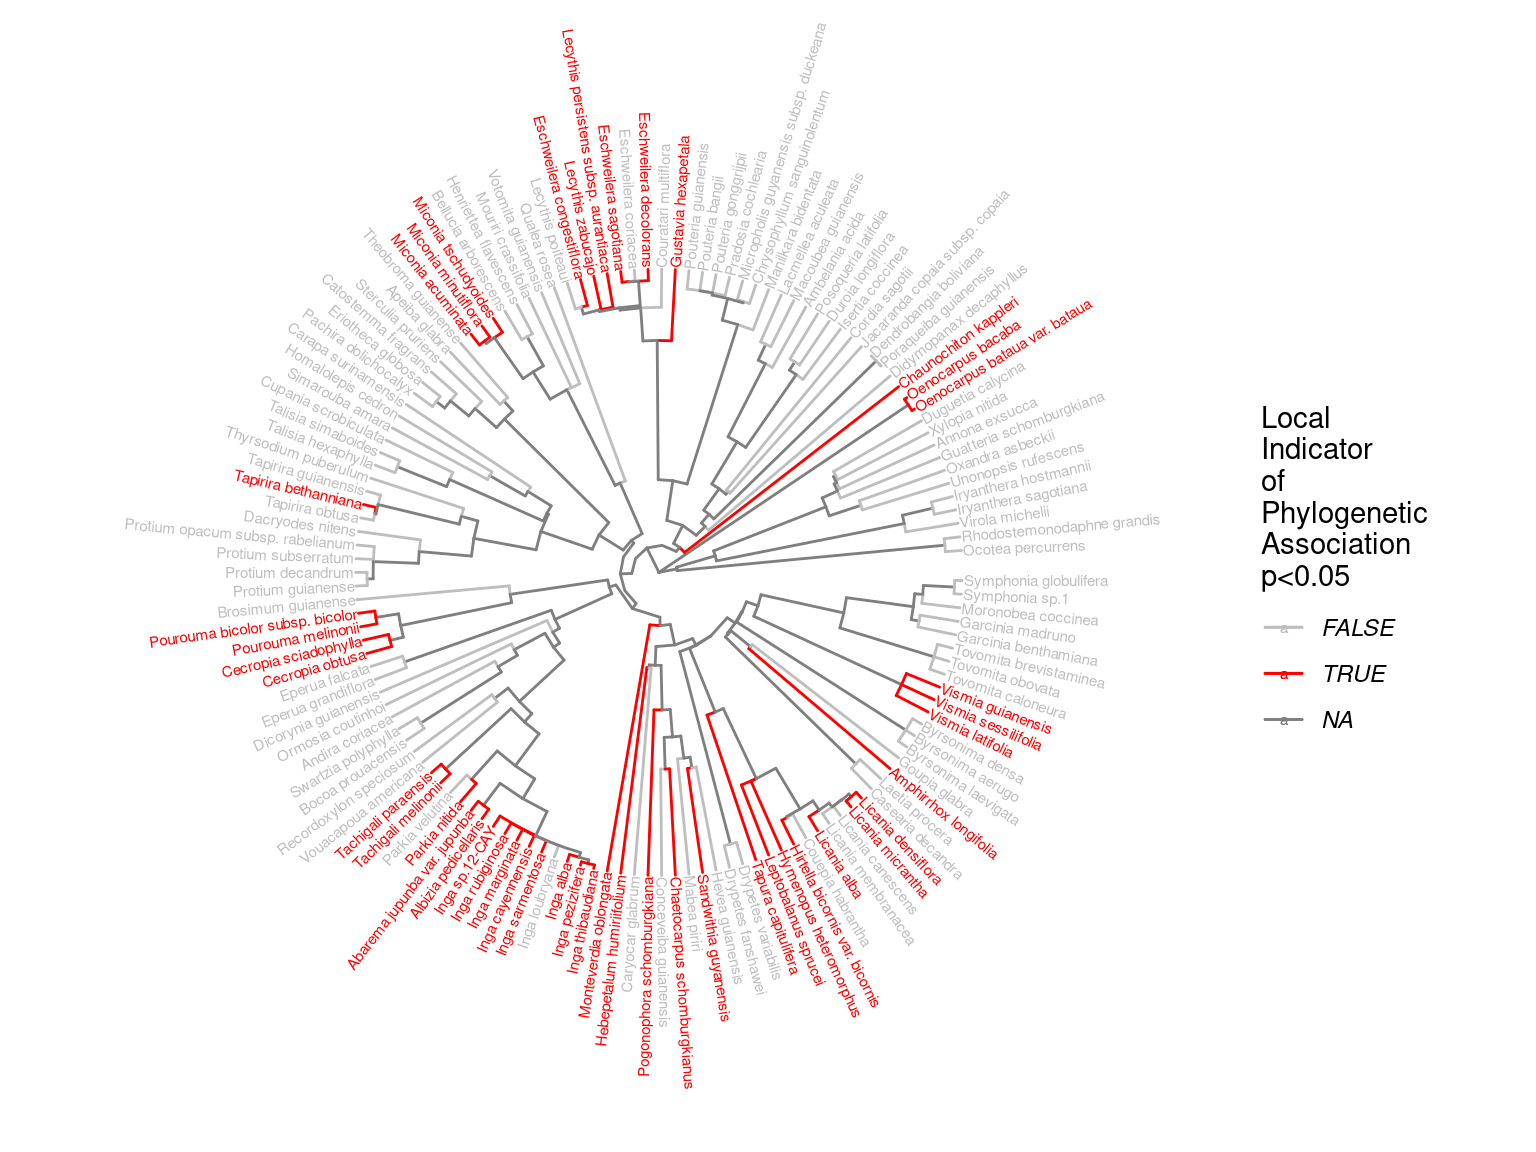 Lecythis persistens subsp. aurantiaca
Eschweilera congestiflora
Lecythis zabucajo
Eschweilera sagotiana
Eschweilera coriacea
Eschweilera decolorans
Couratari multiflora
Gustavia hexapetala
Pouteria guianensis
Pouteria bangii
Pouteria gonggrijpii
Pradosia cochlearia
Micropholis guyanensis subsp. duckeana
Chrysophyllum sanguinolentum
Manilkara bidentata
Lacmellea aculeata
Macoubea guianensis
Ambelania acida
Posoqueria latifolia
Duroia longiflora
Isertia coccinea
Cordia sagotii
Jacaranda copaia subsp. copaia
Dendrobangia boliviana
Poraqueiba guianensis
Didymopanax decaphyllus
Chaunochiton kappleri
Oenocarpus bacaba
Oenocarpus bataua var. bataua
Duguetia calycina
Xylopia nitida
Annona exsucca
Guatteria schomburgkiana
Oxandra asbeckii
Unonopsis rufescens
Iryanthera hostmannii
Iryanthera sagotiana
Virola michelii
Rhodostemonodaphne grandis
Ocotea percurrens
Symphonia globulifera
Symphonia sp.1
Moronobea coccinea
Garcinia madruno
Garcinia benthamiana
Tovomita brevistaminea
Tovomita obovata
Tovomita caloneura
Vismia guianensis
Vismia sessilifolia
Vismia latifolia
Byrsonima densa
Byrsonima aerugo
Byrsonima laevigata
Goupia glabra
Amphirrhox longifolia
Laetia procera
Casearia decandra
Licania densiflora
Licania micrantha
Licania canescens
Licania membranacea
Licania alba
Couepia habrantha
Hirtella bicornis var. bicornis
Hymenopus heteromorphus
Leptobalanus sprucei
Tapura capitulifera
Drypetes variabilis
Drypetes fanshawei
Hevea guianensis
Sandwithia guyanensis
Mabea piriri
Chaetocarpus schomburgkianus
Conceveiba guianensis
Pogonophora schomburgkiana
Caryocar glabrum
Hebepetalum humiriifolium
Monteverdia oblongata
Inga thibaudiana
Inga pezizifera
Inga alba
Inga loubryana
Inga sarmentosa
Inga cayennensis
Inga marginata
Inga rubiginosa
Inga sp.12-CAY
Albizia pedicellaris
Abarema jupunba var. jupunba
Parkia nitida
Parkia velutina
Tachigali melinonii
Tachigali paraensis
Vouacapoua americana
Recordoxylon speciosum
Bocoa prouacensis
Swartzia polyphylla
Andira coriacea
Ormosia coutinhoi
Dicorynia guianensis
Eperua grandiflora
Eperua falcata
Cecropia obtusa
Cecropia sciadophylla
Pourouma melinonii
Pourouma bicolor subsp. bicolor
Brosimum guianense
Protium guianense
Protium decandrum
Protium subserratum
Protium opacum subsp. rabelianum
Dacryodes nitens
Tapirira obtusa
Tapirira bethanniana
Tapirira guianensis
Thyrsodium puberulum
Talisia hexaphylla
Talisia simaboides
Cupania scrobiculata
Simarouba amara
Homalolepis cedron
Carapa surinamensis
Pachira dolichocalyx
Eriotheca globosa
Catostemma fragrans
Sterculia pruriens
Apeiba glabra
Theobroma guianense
Miconia acuminata
Miconia minutiflora
Miconia tschudyoides
Bellucia arborescens
Henriettea flavescens
Mouriri crassifolia
Votomita guianensis
Qualea rosea
Lecythis poiteaui
Local
Indicator
of
Phylogenetic
Association
p<0.05
a FALSE
a TRUE
a NA